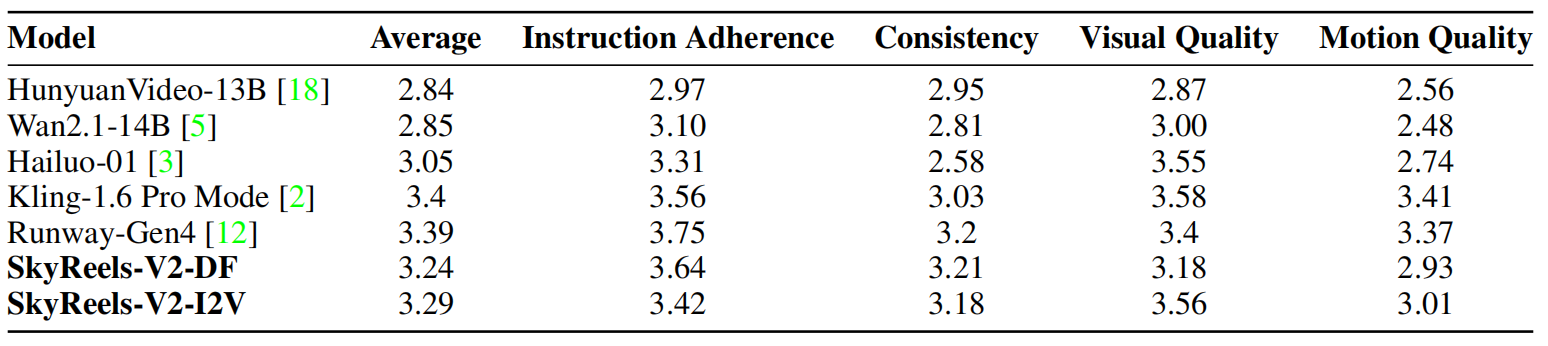 Model Average Instruction Adherence Consistency Visual Quality Motion Quality
HunyuanVideo-13B [18] 2.84 2.97 2.95 2.87 2.56
Wan2.1-14B [5] 2.85 3.10 2.81 3.00 2.48
Hailuo-01 [3] 3.05 3.31 2.58 3.55 2.74
Kling-1.6 Pro Mode [2] 3.4 3.56 3.03 3.58 3.41
Runway-Gen4 [12] 3.39 3.75 3.2 3.4 3.37
SkyReels-V2-DF 3.24 3.64 3.21 3.18 2.93
SkyReels-V2-I2V 3.29 3.42 3.18 3.56 3.01